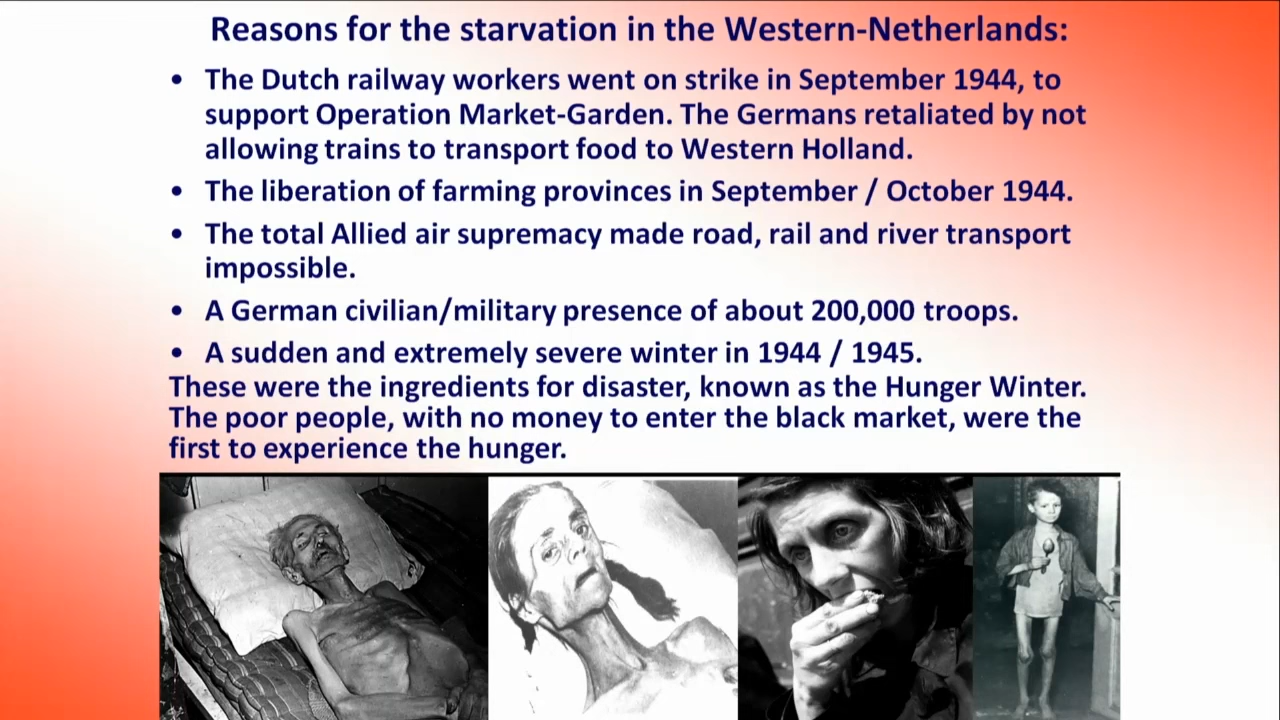 Reasons for the starvation in the Western-Netherlands:
• The Dutch railway workers went on strike in September 1944, to
support Operation Market-Garden. The Germans retaliated by not
allowing trains to transport food to Western Holland.
• The liberation of farming provinces in September / October 1944.
• The total Allied air supremacy made road, rail and river transport
impossible.
• A German civilian/military presence of about 200,000 troops.
• A sudden and extremely severe winter in 1944 / 1945.
These were the ingredients for disaster, known as the Hunger Winter.
The poor people, with no money to enter the black market, were the
first to experience the hunger.